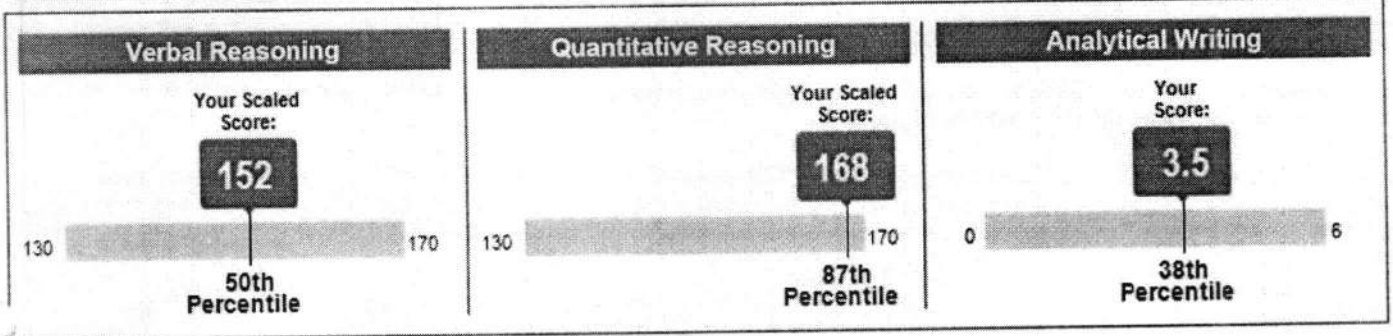 Verbal Reasoning
Your Scaled
Score:
152
130
170
50th
Percentile
Quantitative Reasoning
Your Scaled
Score:
168
130
170
87th
Percentile
Analytical Writing
Your
Score:
3.5
0
6
38th
Percentile